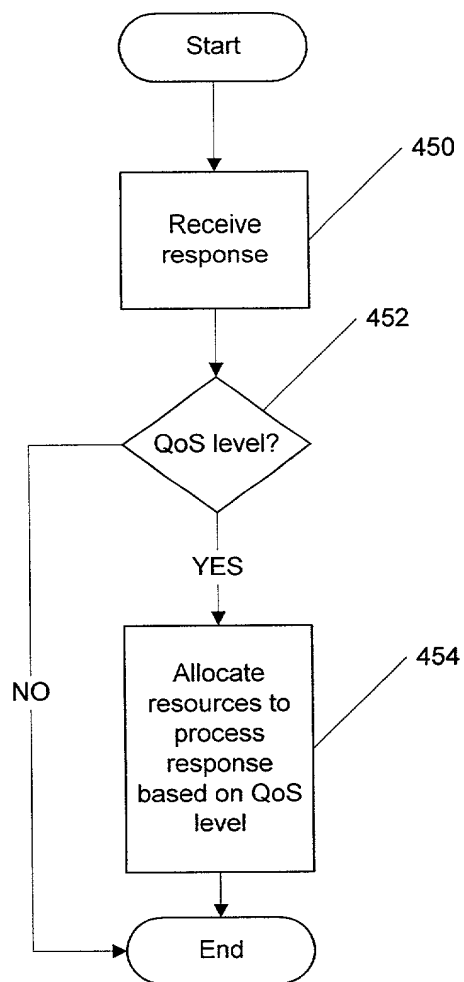 Start
450
Receive
response
452
QoS level?
YES
454
Allocate
resources to
process
response
based on QoS
level
NO
End